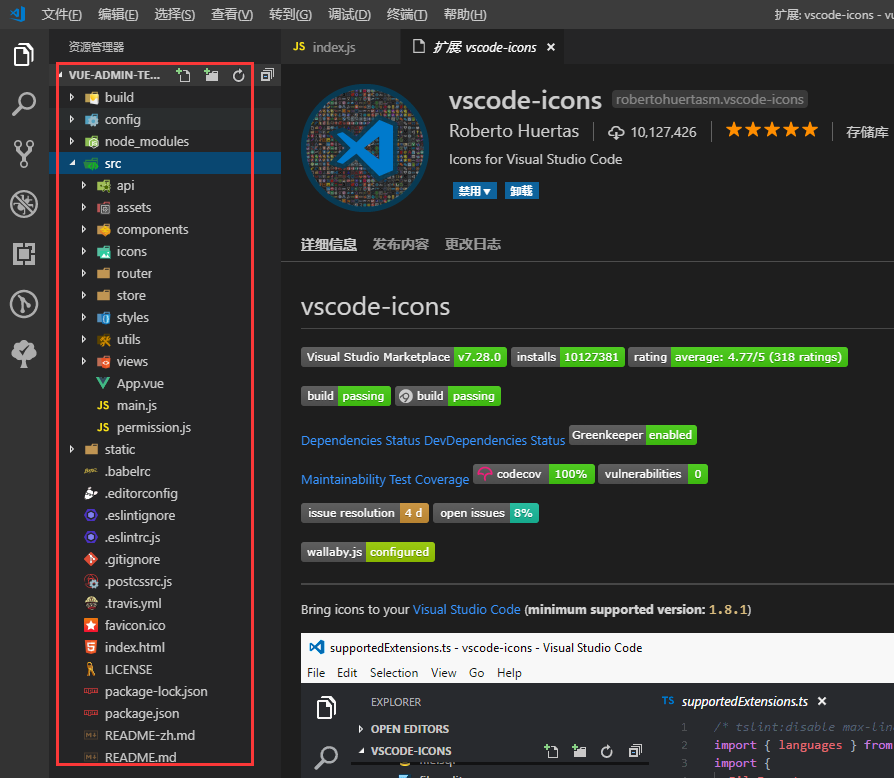 文件(F) 编辑(E) 选择(S) 查看(V) 转到(G) 调试(D) 终端(T) 帮助(H) 扩展: vscode-icons - vu
资源管理器
JS index.js
扩展 vscode-icons ×
VUE-ADMIN-TE...
build
config
node_modules
src
api
assets
components
icons
router
store
styles
utils
views
App.vue
JS main.js
JS permission.js
static
.babelrc
.editorconfig
.eslintignore
.eslintrc.js
.gitignore
.postcssrc.js
.travis.yml
favicon.ico
index.html
LICENSE
package-lock.json
package.json
README-zh.md
README.md
vscode-icons robertohuertasm.vscode-icons
Roberto Huertas 10,127,426 存储库
Icons for Visual Studio Code
禁用 卸载
详细信息 发布内容 更改日志
vscode-icons
Visual Studio Marketplace v7.28.0 installs 10127381 rating average: 4.77/5 (318 ratings)
build passing build passing
Dependencies Status DevDependencies Status Greenkeeper enabled
Maintainability Test Coverage codecov 100% vulnerabilities 0
issue resolution 4 d open issues 8%
wallaby.js configured
Bring icons to your Visual Studio Code (minimum supported version: 1.8.1)
supportedExtensions.ts - vscode-icons - Visual Studio Code
File Edit Selection View Go Help
EXPLORER
OPEN EDITORS
VSCODE-ICONS
TS supportedExtensions.ts ×
1 /* tslint:disable max-lin
2 import { languages } from
3 import {